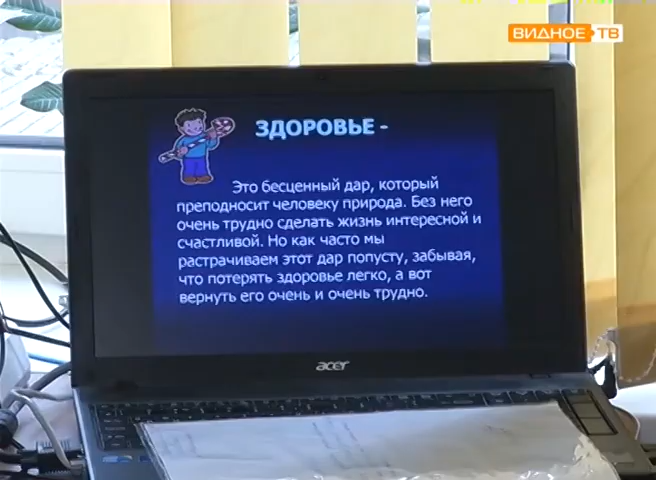 ВИДНОЕ ТВ
ЗДОРОВЬЕ -
Это бесценный дар, который
преподносит человеку природа. Без него
очень трудно сделать жизнь интересной и
счастливой. Но как часто мы
растрачиваем этот дар попусту, забывая,
что потерять здоровье легко, а вот
вернуть его очень и очень трудно.
acer